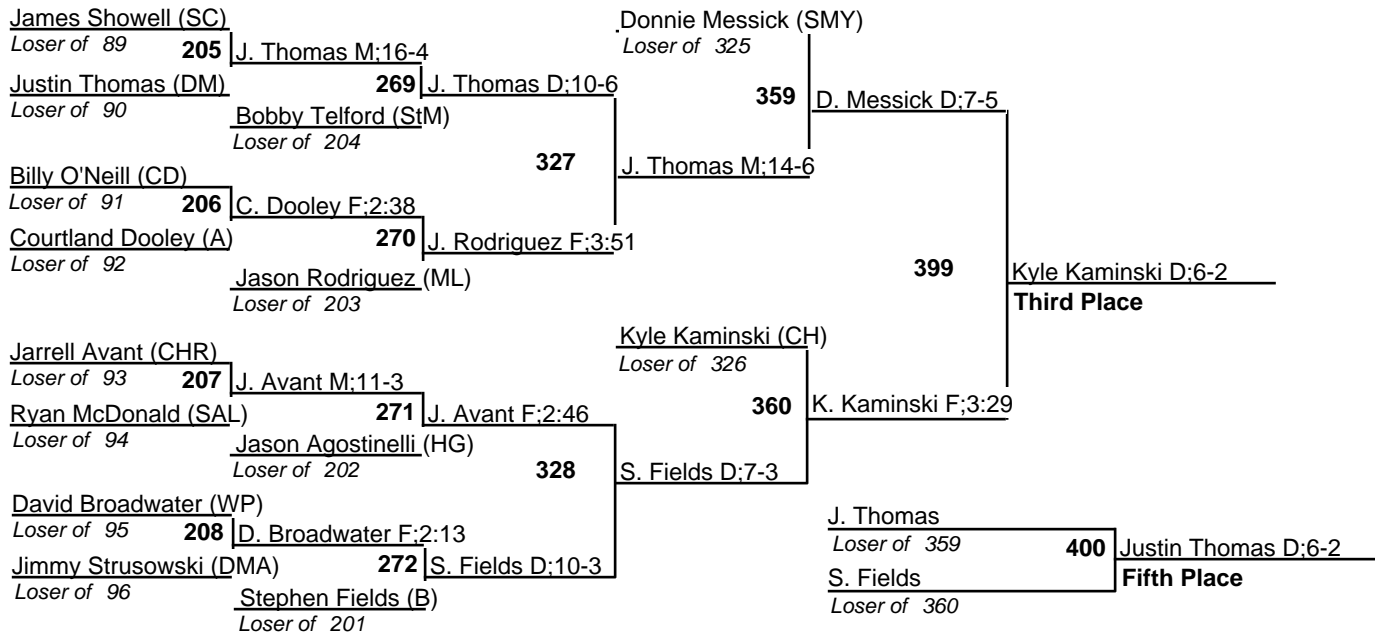 James Showell (SC)
Loser of 89
205
J. Thomas M;16-4
Justin Thomas (DM)
Loser of 90
269
J. Thomas D;10-6
Bobby Telford (StM)
Loser of 204
327
J. Thomas M;14-6
Billy O'Neill (CD)
Loser of 91
206
C. Dooley F;2:38
Courtland Dooley (A)
Loser of 92
270
J. Rodriguez F;3:51
Jason Rodriguez (ML)
Loser of 203
Donnie Messick (SMY)
Loser of 325
359
D. Messick D;7-5
399
Kyle Kaminski D;6-2
Third Place
Jarrell Avant (CHR)
Loser of 93
207
J. Avant M;11-3
Ryan McDonald (SAL)
Loser of 94
271
J. Avant F;2:46
Jason Agostinelli (HG)
Loser of 202
328
S. Fields D;7-3
David Broadwater (WP)
Loser of 95
208
D. Broadwater F;2:13
Jimmy Strusowski (DMA)
Loser of 96
272
S. Fields D;10-3
Stephen Fields (B)
Loser of 201
Kyle Kaminski (CH)
Loser of 326
360
K. Kaminski F;3:29
J. Thomas
Loser of 359
400
Justin Thomas D;6-2
Fifth Place
S. Fields
Loser of 360